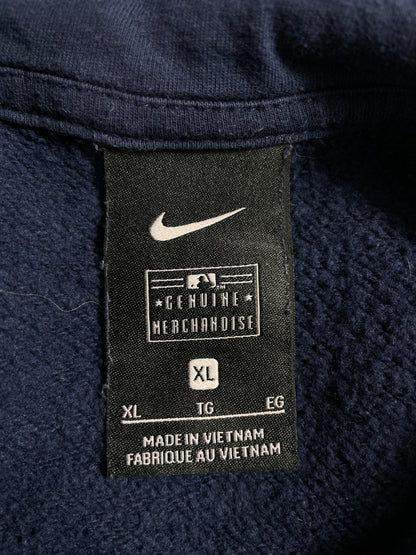 GENUINE
MERCHANDISE
XL
XL TG EG
MADE IN VIETNAM
FABRIQUE AU VIETNAM